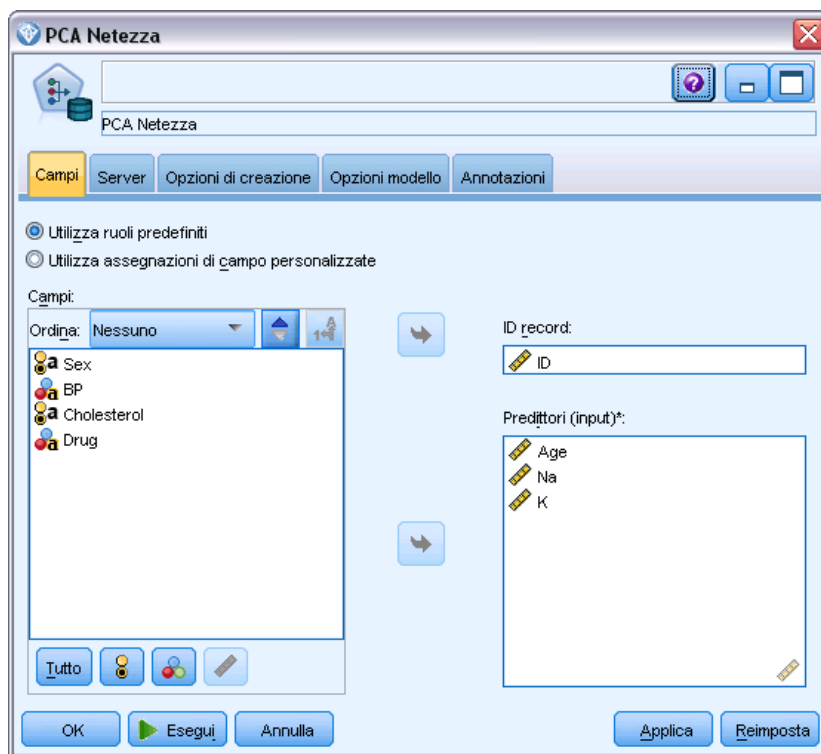 PCA Netezza
PCA Netezza
Campi Server Opzioni di creazione Opzioni modello Annotazioni
Utilizza ruoli predefiniti
Utilizza assegnazioni di campo personalizzate
Campi:
Ordina: Nessuno
Sex
BP
Cholesterol
Drug
Tutto
ID record:
ID
Predittori (input)*:
Age
Na
K
OK Esegui Annulla Applica Reimposta